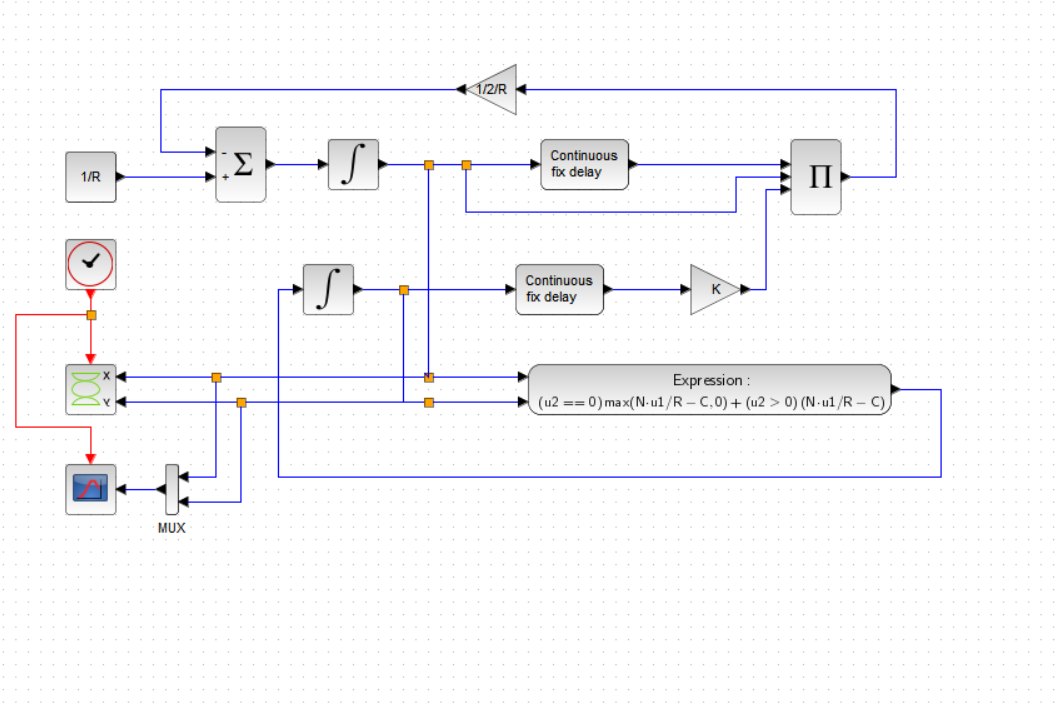 1/2/R
-
+
Σ
∫
Continuous
fix delay
Π
1/R
∫
Continuous
fix delay
K
X
Y
Expression :
(u2 == 0) max(N·u1/R − C, 0) + (u2 > 0) (N·u1/R − C)
MUX